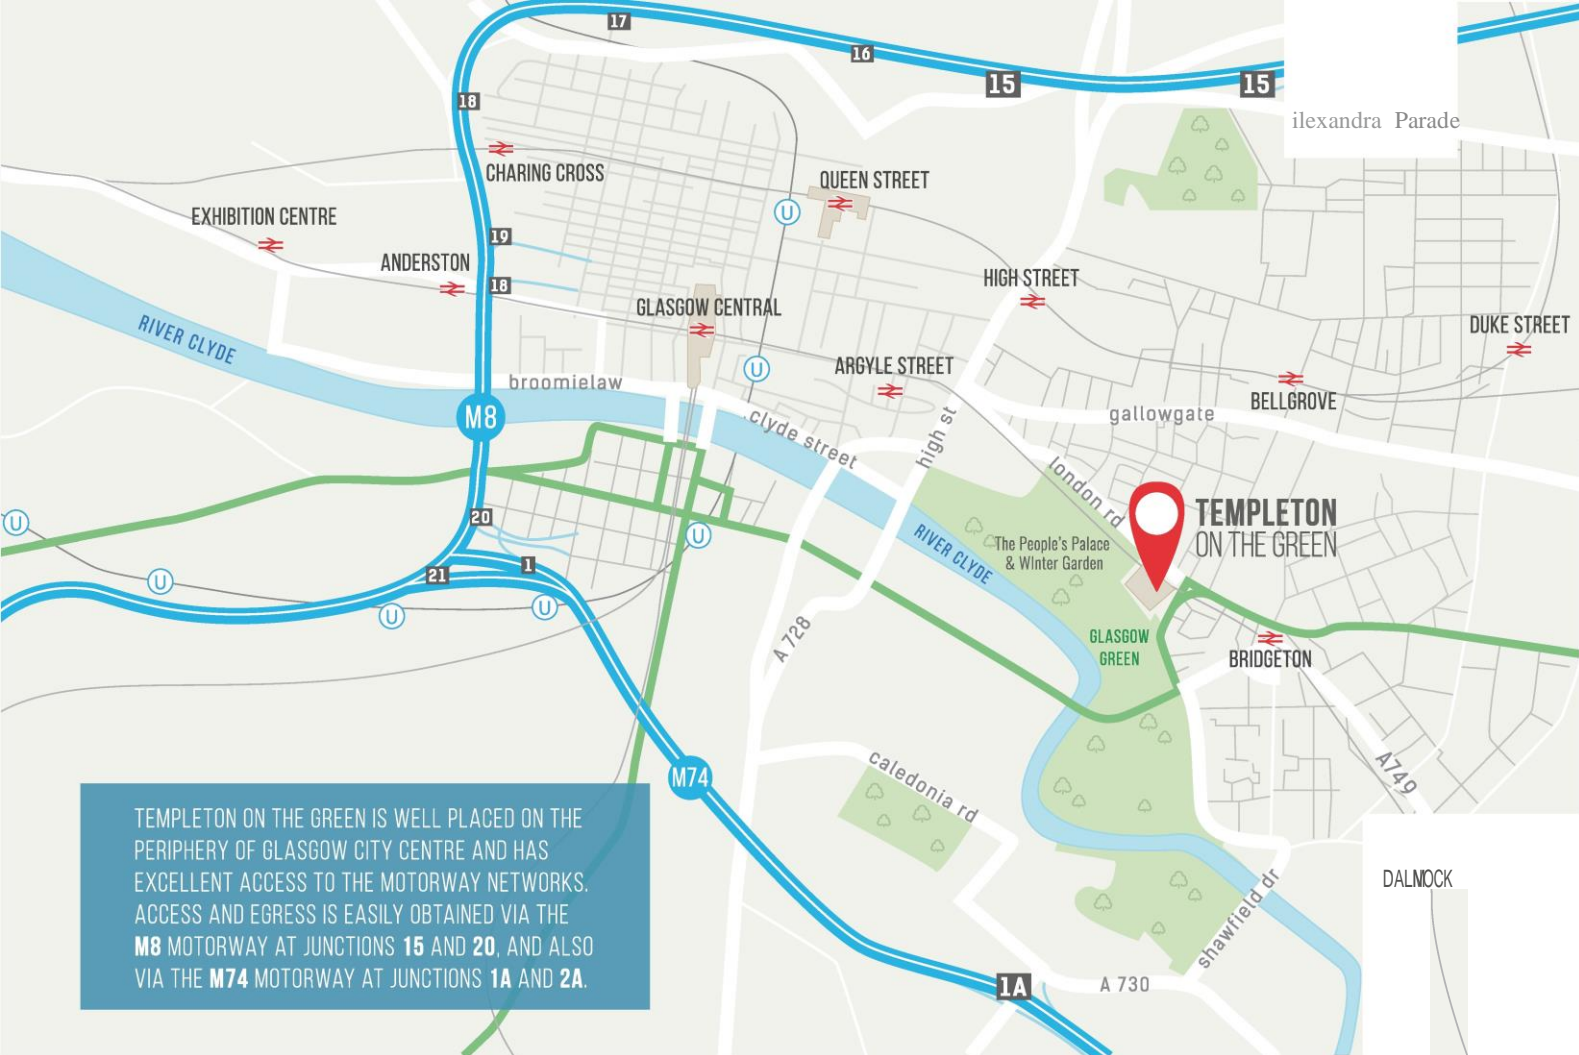 17
16
15
15
18
ilexandra Parade
CHARING CROSS
QUEEN STREET
U
EXHIBITION CENTRE
19
ANDERSTON
18
HIGH STREET
GLASGOW CENTRAL
RIVER CLYDE
DUKE STREET
U
ARGYLE STREET
broomielaw
BELLGROVE
M8
clyde street
high st
gallowgate
london rd
TEMPLETON
ON THE GREEN
U
20
U
RIVER CLYDE
The People's Palace
& WInter Garden
1
21
U
U
U
A 728
GLASGOW
GREEN
BRIDGETON
M74
caledonia rd
A749
TEMPLETON ON THE GREEN IS WELL PLACED ON THE
PERIPHERY OF GLASGOW CITY CENTRE AND HAS
EXCELLENT ACCESS TO THE MOTORWAY NETWORKS.
ACCESS AND EGRESS IS EASILY OBTAINED VIA THE
M8 MOTORWAY AT JUNCTIONS 15 AND 20, AND ALSO
VIA THE M74 MOTORWAY AT JUNCTIONS 1A AND 2A.
shawfield dr
1A
A 730